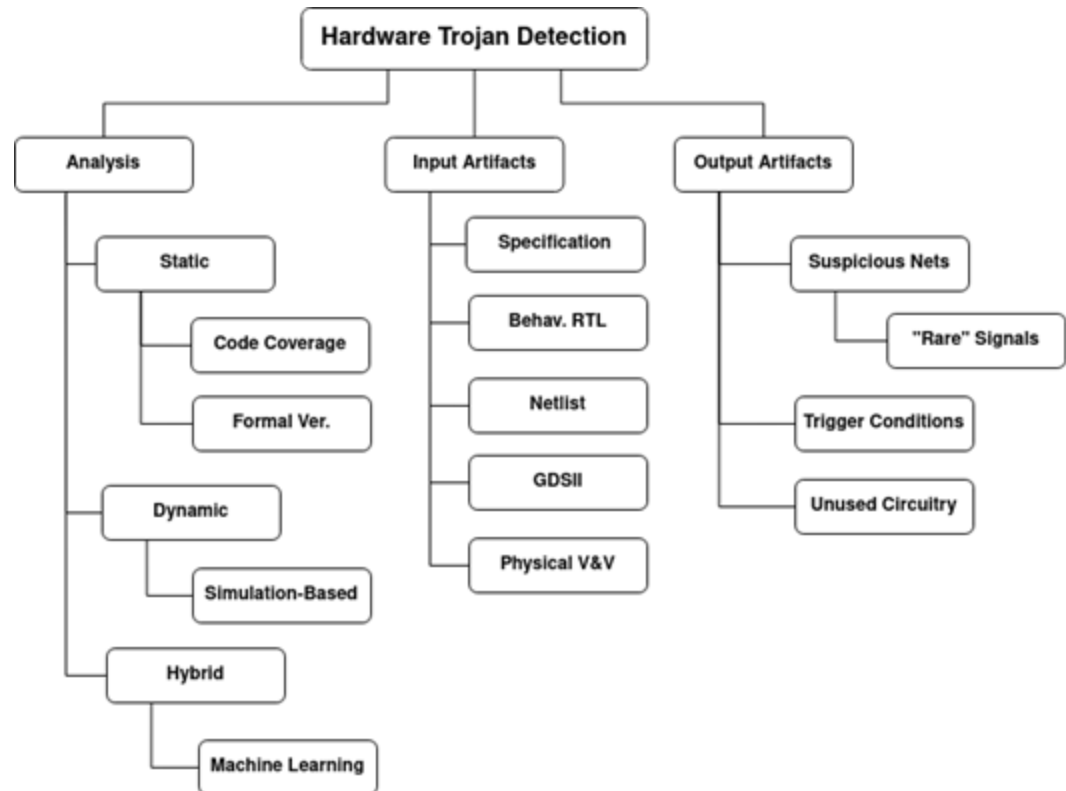 Hardware Trojan Detection
Analysis
Input Artifacts
Output Artifacts
Static
Code Coverage
Formal Ver.
Dynamic
Simulation-Based
Hybrid
Machine Learning
Specification
Behav. RTL
Netlist
GDSII
Physical V&V
Suspicious Nets
"Rare" Signals
Trigger Conditions
Unused Circuitry